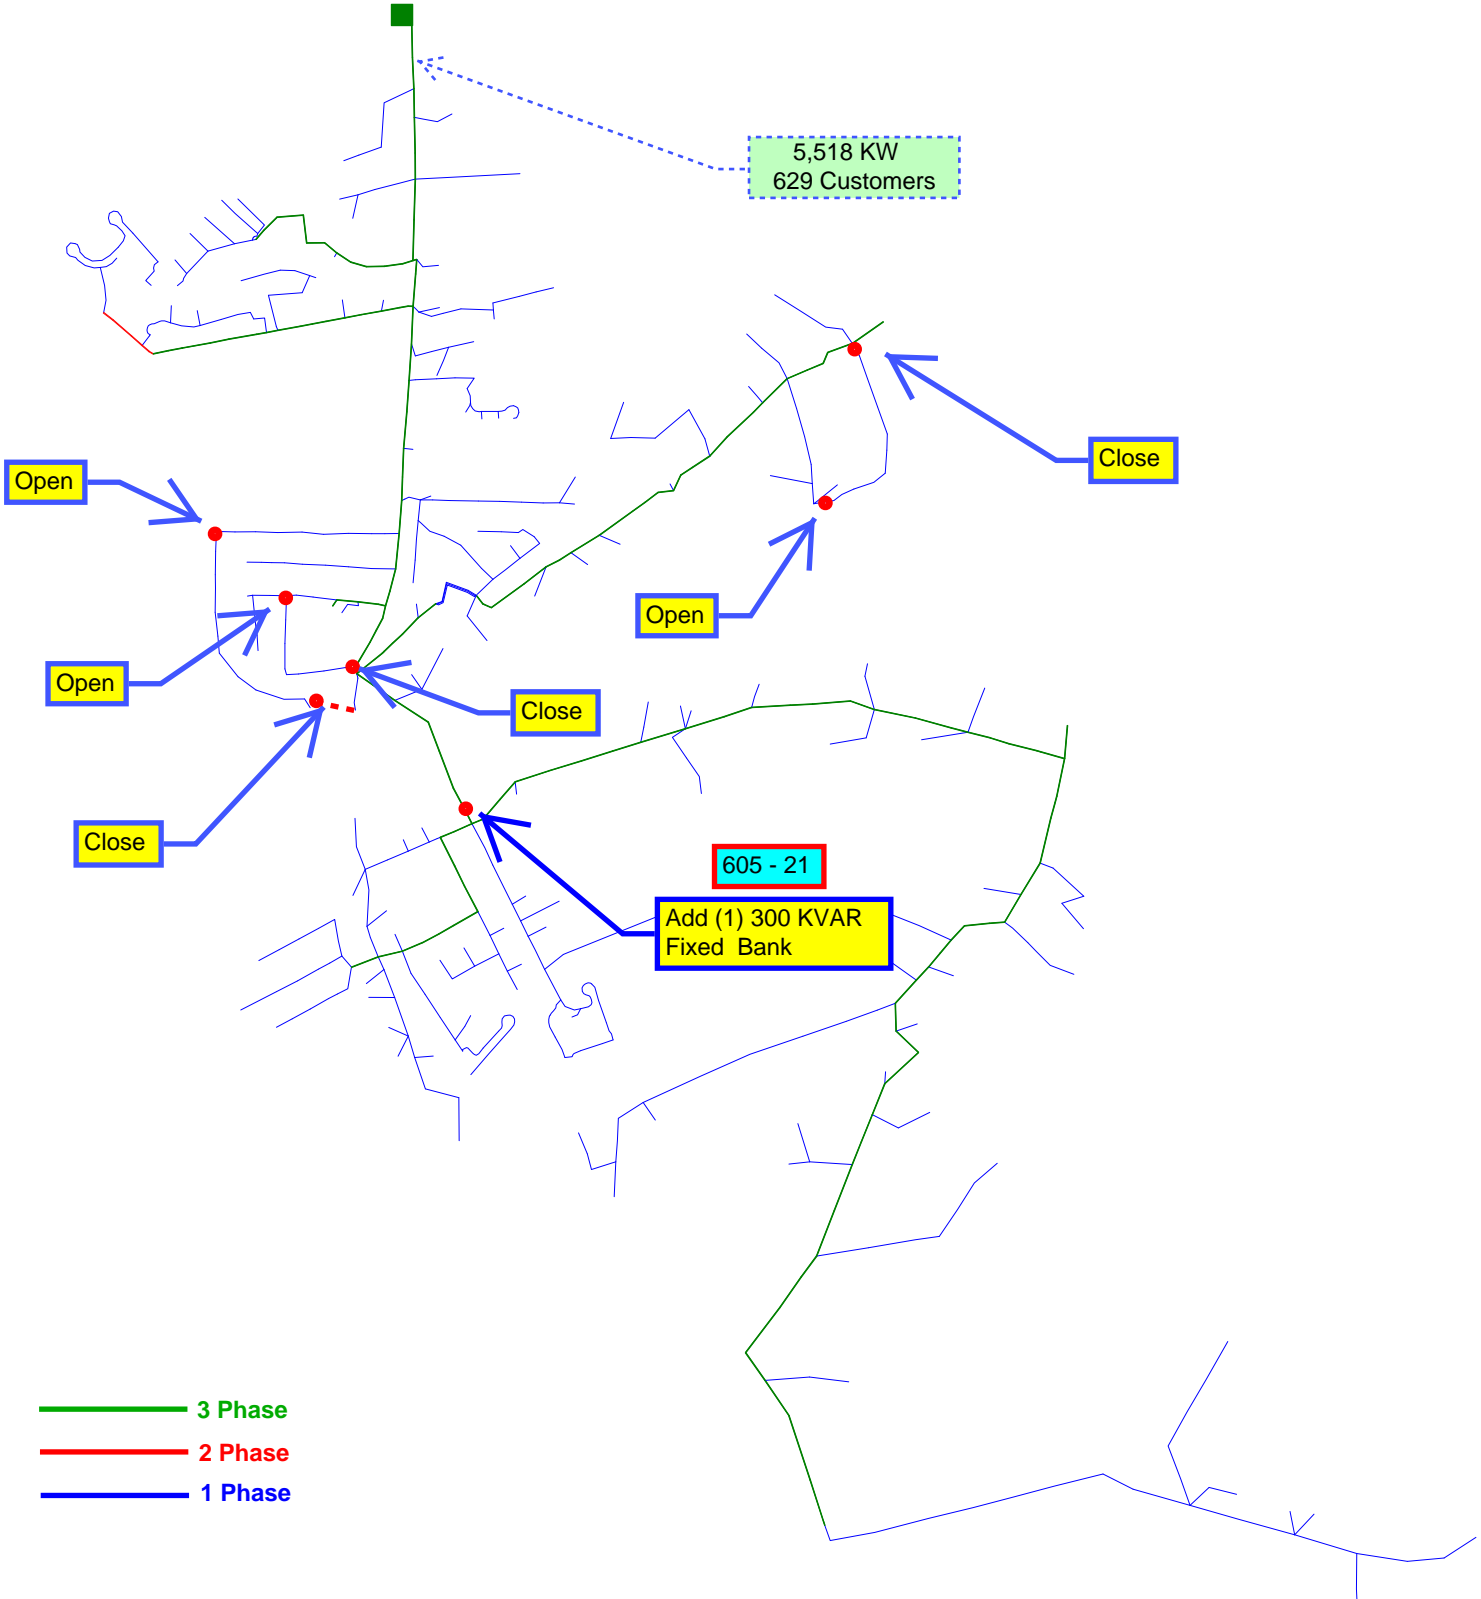 5,518 KW
629 Customers
Close
Open
Open
Open
Close
Close
605 - 21
Add (1) 300 KVAR
Fixed Bank
3 Phase
2 Phase
1 Phase